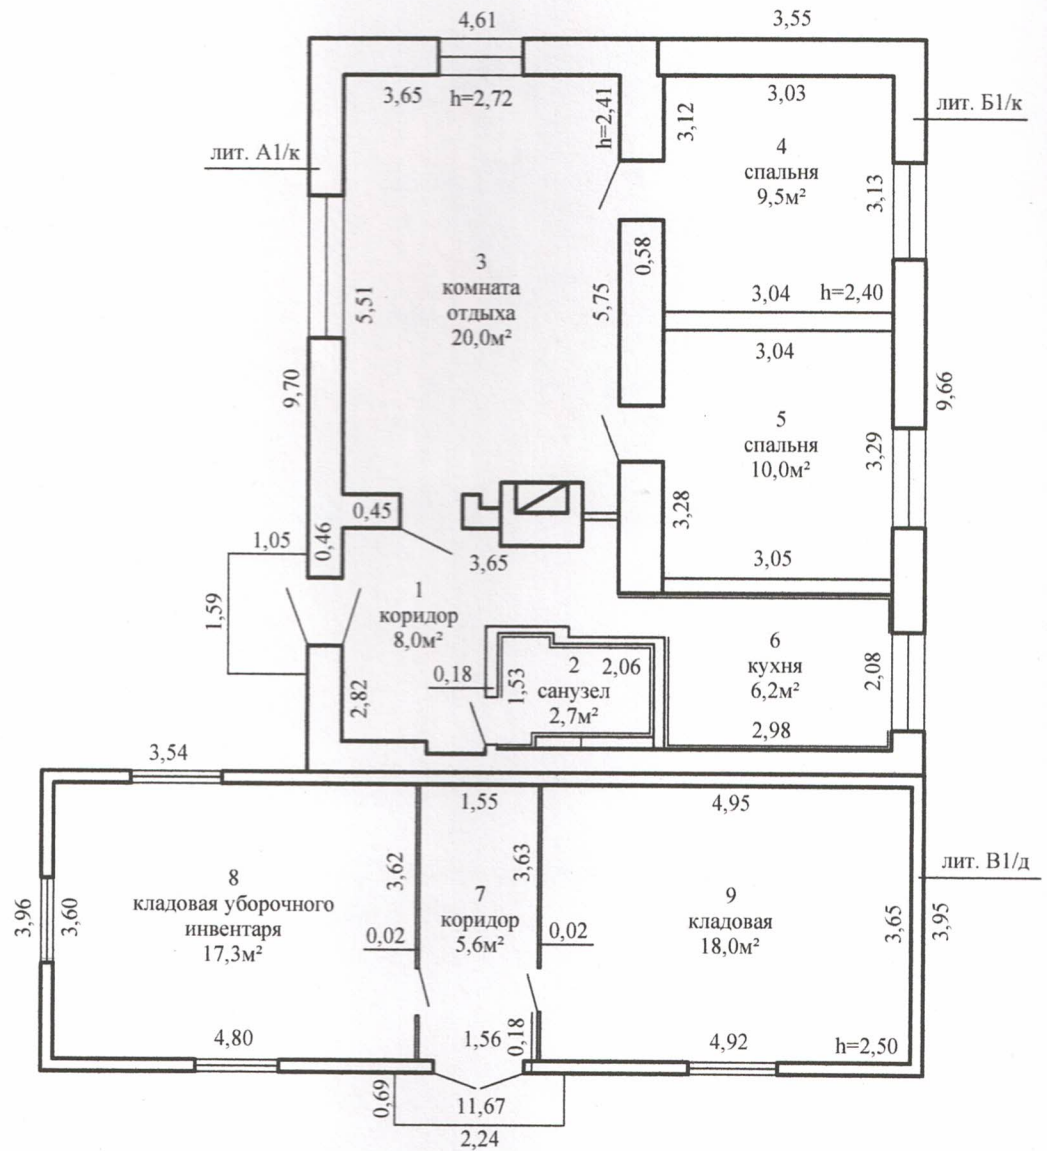 4,61
3,55
3,65
h=2,72
h=2,41
3,12
3,03
лит. Б1/к
лит. А1/к
4
спальня
9,5м²
3,13
0,58
3
комната
отдыха
20,0м²
5,51
5,75
3,04
h=2,40
3,04
9,70
9,66
5
спальня
10,0м²
3,29
3,28
0,45
0,46
1,05
3,65
3,05
1,59
1
коридор
8,0м²
6
кухня
6,2м²
2,08
2,98
0,18
1,53
2
2,06
санузел
2,7м²
2,82
3,54
1,55
4,95
3,62
3,63
лит. В1/д
8
кладовая уборочного
инвентаря
17,3м²
3,96
3,60
0,02
7
коридор
5,6м²
0,02
9
кладовая
18,0м²
3,65
3,95
4,80
1,56
0,18
4,92
h=2,50
0,69
11,67
2,24